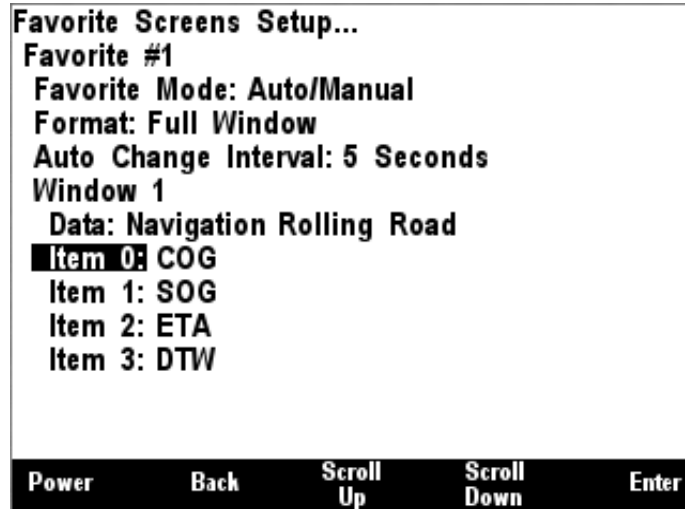 Favorite Screens Setup...
Favorite #1
Favorite Mode: Auto/Manual
Format: Full Window
Auto Change Interval: 5 Seconds
Window 1
Data: Navigation Rolling Road
Item 0: COG
Item 1: SOG
Item 2: ETA
Item 3: DTW
Power Back Scroll Up Scroll Down Enter